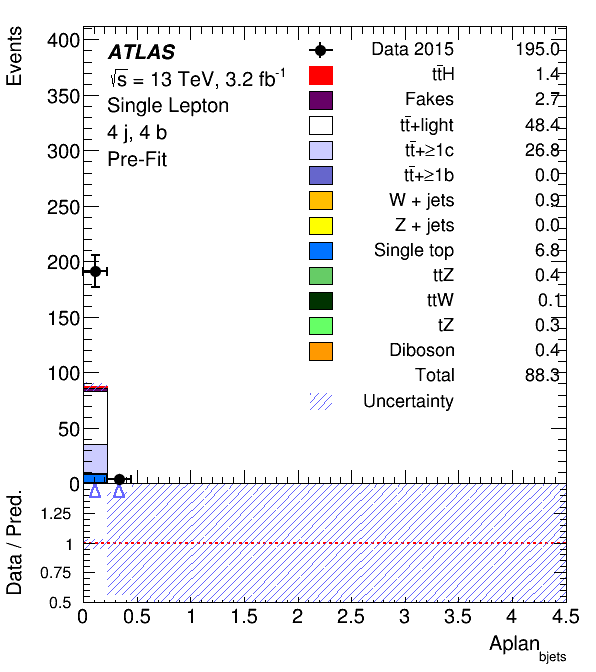 Events
400
350
300
250
200
150
100
50
0
ATLAS
√s = 13 TeV, 3.2 fb⁻¹
Single Lepton
4 j, 4 b
Pre-Fit
Data 2015 195.0
tt̄H 1.4
Fakes 2.7
tt̄+light 48.4
tt̄+≥1c 26.8
tt̄+≥1b 0.0
W + jets 0.9
Z + jets 0.0
Single top 6.8
ttZ 0.4
ttW 0.1
tZ 0.3
Diboson 0.4
Total 88.3
Uncertainty
Data / Pred.
1.25
1
0.75
0.5
0 0.5 1 1.5 2 2.5 3 3.5 4 4.5
Aplan_bjets